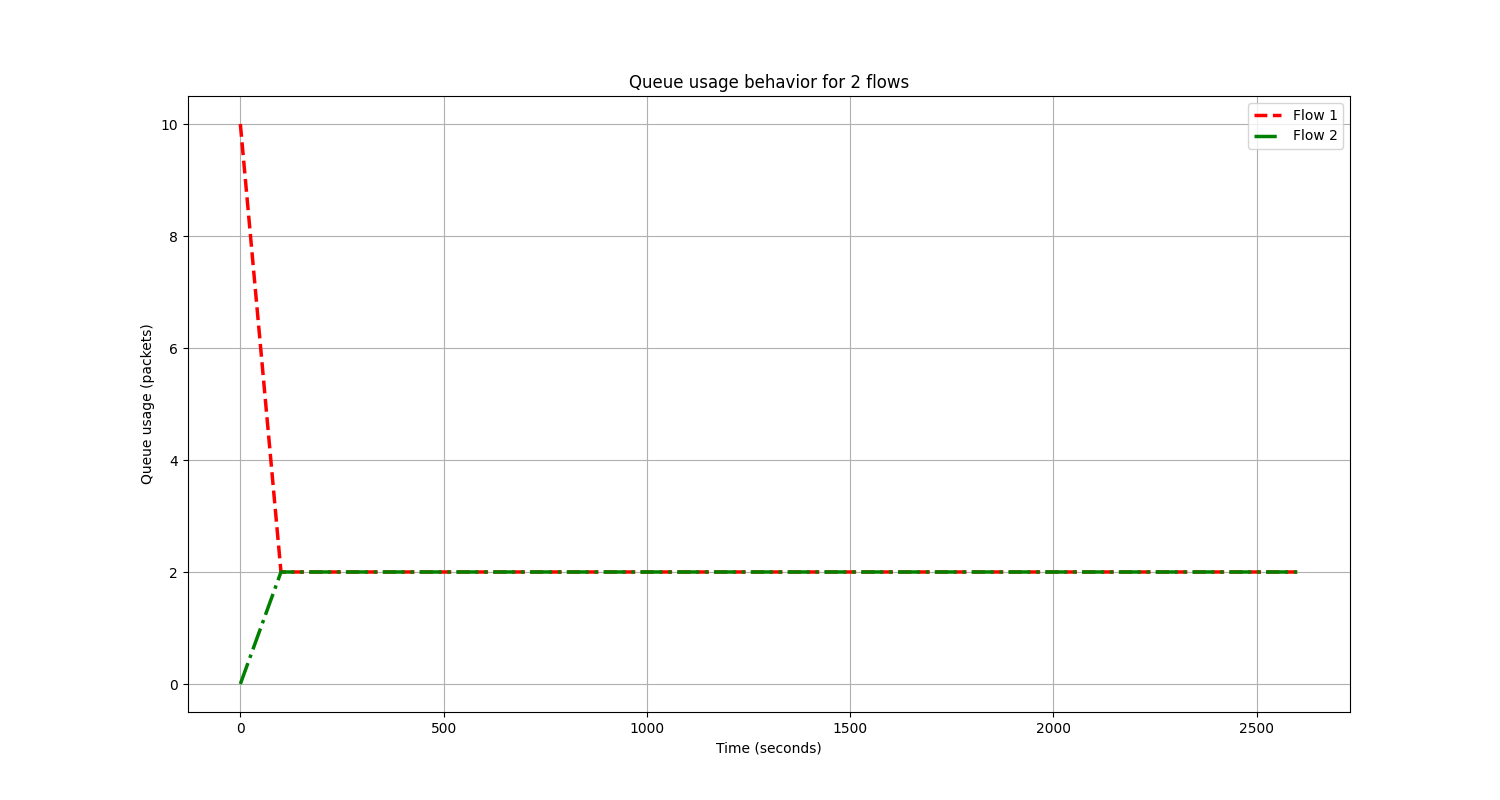 Queue usage behavior for 2 flows
Flow 1
Flow 2
10
8
6
4
2
0
Queue usage (packets)
0 500 1000 1500 2000 2500
Time (seconds)